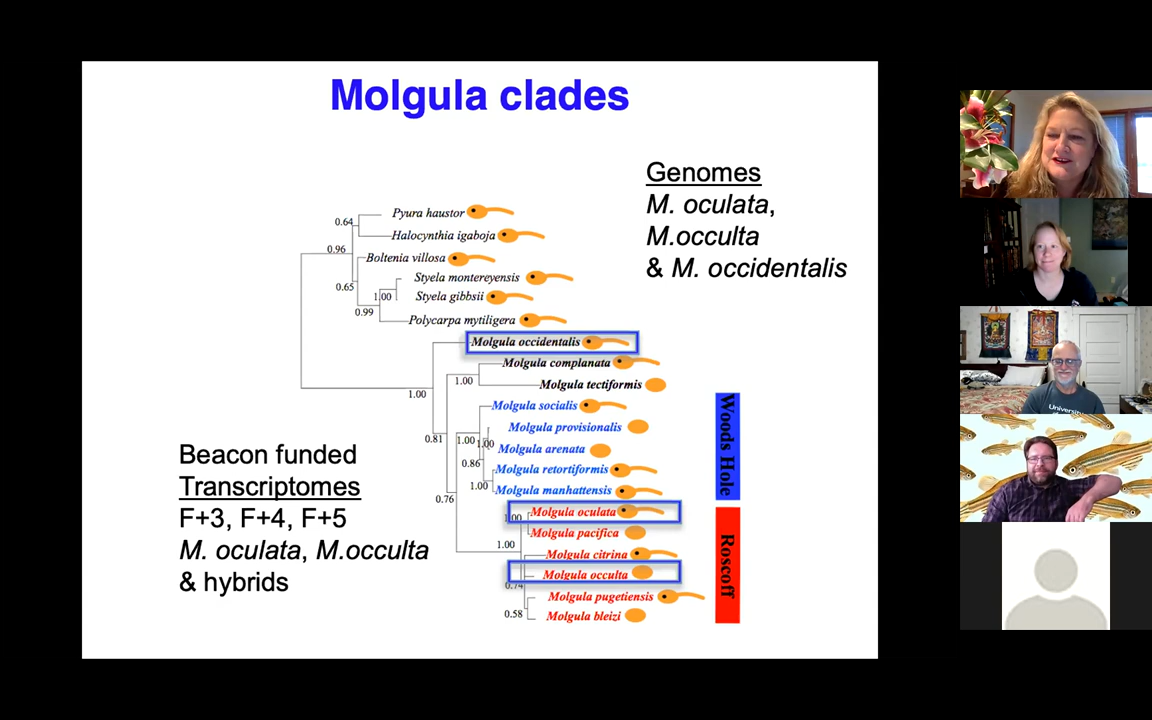 Molgula clades
Genomes
M. oculata,
M.occulta
& M. occidentalis
0.64
Pyura haustor
Halocynthia igaboja
0.96
Boltenia villosa
0.65
Styela montereyensis
1.00
Styela gibbsii
0.99
Polycarpa mytiligera
Molgula occidentalis
Molgula complanata
1.00
Molgula tectiformis
1.00
Molgula socialis
Molgula provisionalis
0.81
1.00
1.00
Molgula arenata
0.86
Molgula retortiformis
1.00
Molgula manhattensis
0.76
Molgula oculata
1.00
Molgula pacifica
1.00
Molgula citrina
Molgula occulta
0.74
Molgula pugetiensis
0.58
Molgula bleizi
Woods Hole
Roscoff
Beacon funded
Transcriptomes
F+3, F+4, F+5
M. oculata, M.occulta
& hybrids
University